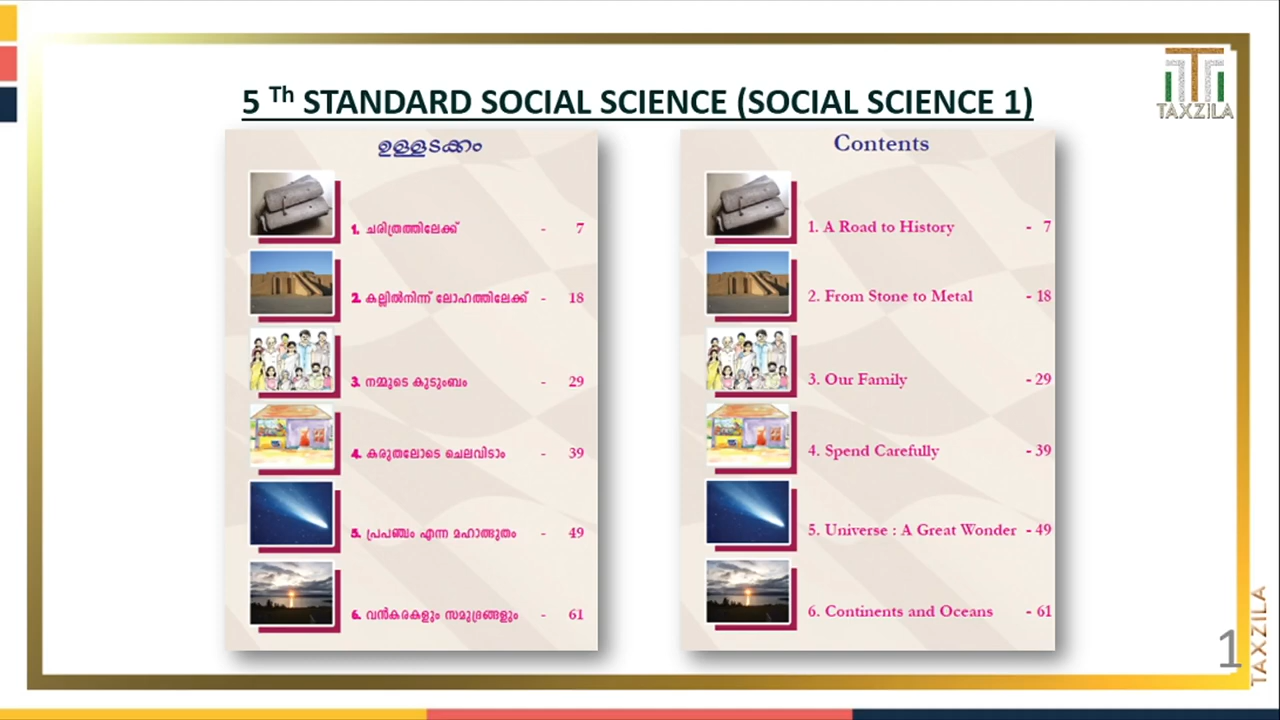 5 Th STANDARD SOCIAL SCIENCE (SOCIAL SCIENCE 1)
TAXZILA
ഉള്ളടക്കം
1. ചരിത്രത്തിലേക്ക് - 7
2. കല്ലിൽനിന്ന് ലോഹത്തിലേക്ക് - 18
3. നമ്മുടെ കുടുംബം - 29
4. കരുതലോടെ ചെലവിടാം - 39
5. പ്രപഞ്ചം എന്ന മഹാത്ഭുതം - 49
6. വൻകരകളും സമുദ്രങ്ങളും - 61
Contents
1. A Road to History - 7
2. From Stone to Metal - 18
3. Our Family - 29
4. Spend Carefully - 39
5. Universe : A Great Wonder - 49
6. Continents and Oceans - 61
1
TAXZILA